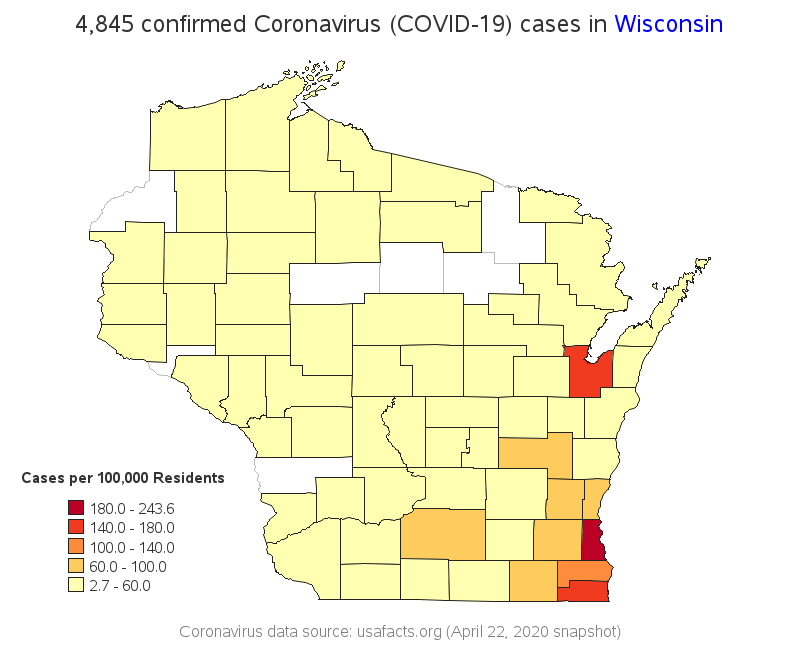 4,845 confirmed Coronavirus (COVID-19) cases in Wisconsin
Cases per 100,000 Residents
180.0 - 243.6
140.0 - 180.0
100.0 - 140.0
60.0 - 100.0
2.7 - 60.0
Coronavirus data source: usafacts.org (April 22, 2020 snapshot)